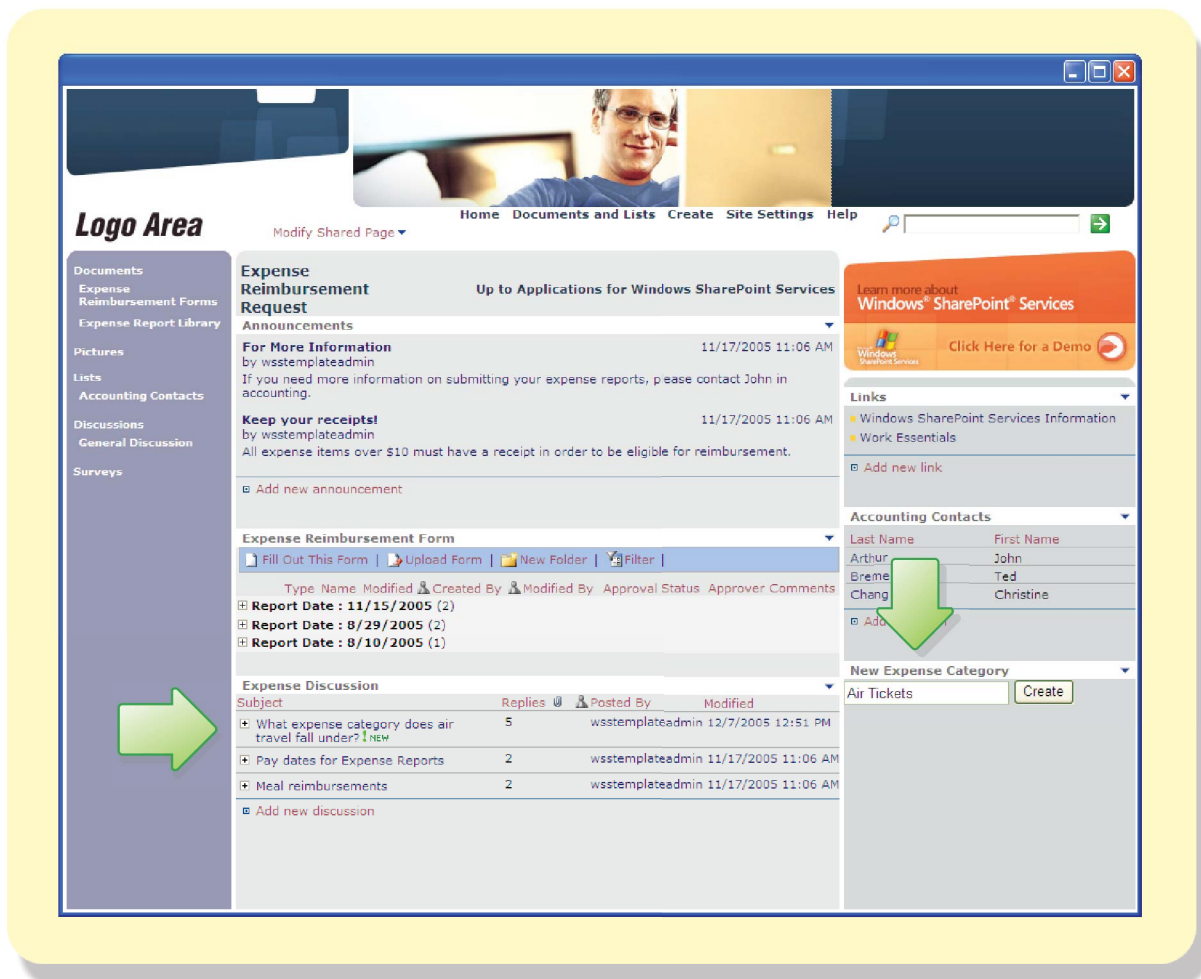 Logo Area
Modify Shared Page
Home Documents and Lists Create Site Settings Help
Documents
Expense
Reimbursement Forms
Expense Report Library
Pictures
Lists
Accounting Contacts
Discussions
General Discussion
Surveys
Expense
Reimbursement
Request
Up to Applications for Windows SharePoint Services
Announcements
For More Information 11/17/2005 11:06 AM
by wsstemplateadmin
If you need more information on submitting your expense reports, please contact John in
accounting.
Keep your receipts! 11/17/2005 11:06 AM
by wsstemplateadmin
All expense items over $10 must have a receipt in order to be eligible for reimbursement.
Add new announcement
Expense Reimbursement Form
Fill Out This Form | Upload Form | New Folder | Filter |
Type Name Modified Created By Modified By Approval Status Approver Comments
Report Date : 11/15/2005 (2)
Report Date : 8/29/2005 (2)
Report Date : 8/10/2005 (1)
Expense Discussion
Subject Replies Posted By Modified
What expense category does air
travel fall under? ! NEW 5 wsstemplateadmin 12/7/2005 12:51 PM
Pay dates for Expense Reports 2 wsstemplateadmin 11/17/2005 11:06 AM
Meal reimbursements 2 wsstemplateadmin 11/17/2005 11:06 AM
Add new discussion
Learn more about
Windows® SharePoint® Services
Windows
SharePoint Services
Click Here for a Demo
Links
Windows SharePoint Services Information
Work Essentials
Add new link
Accounting Contacts
Last Name First Name
Arthur John
Breme Ted
Chang Christine
Add
New Expense Category
Air Tickets Create